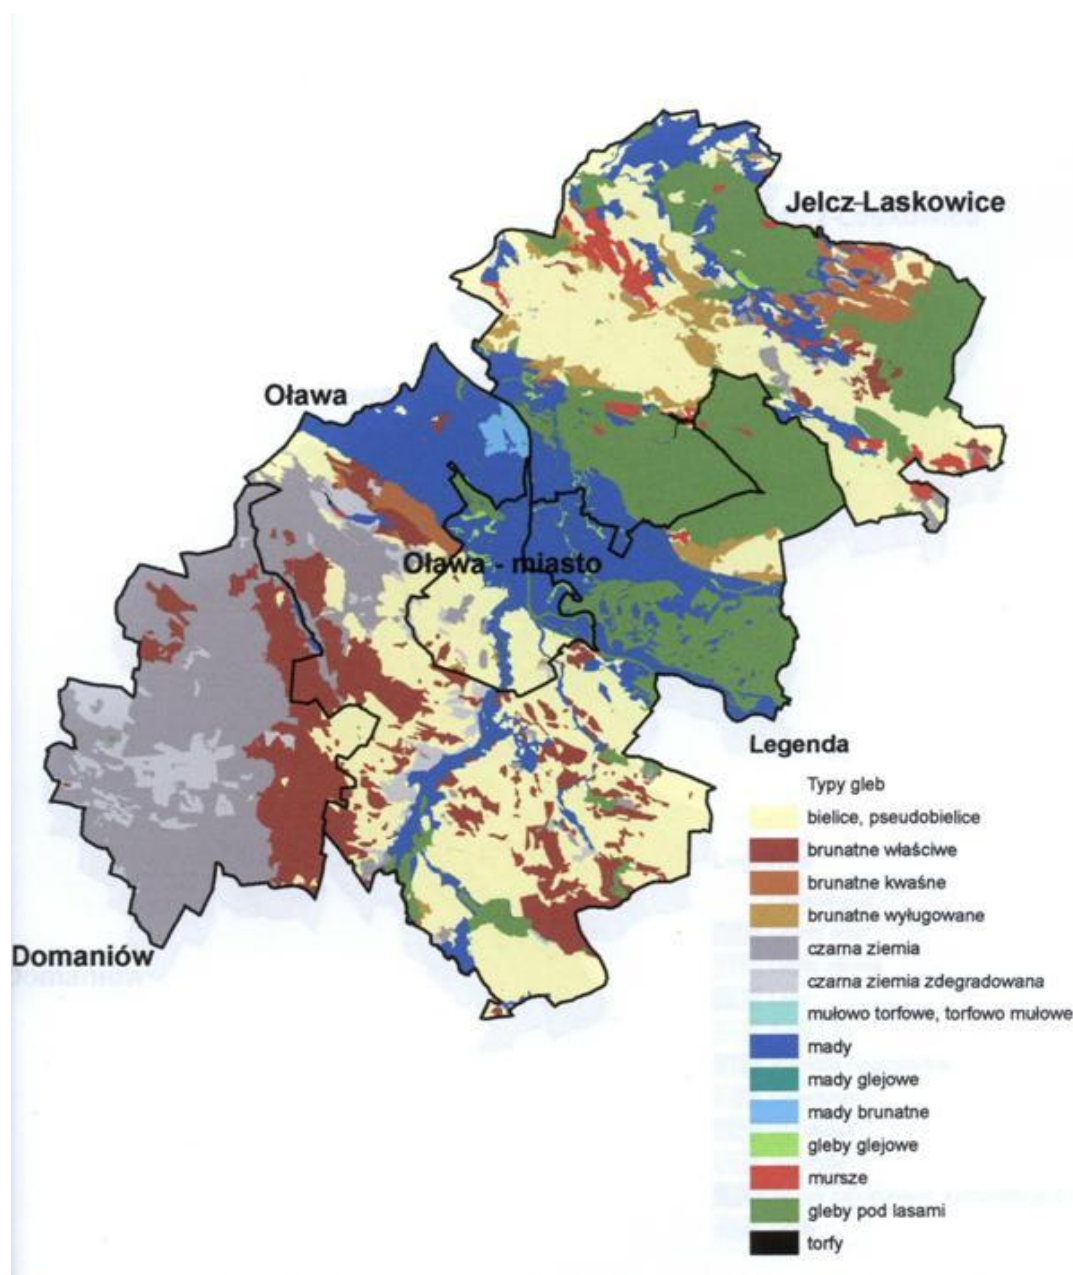 Jelcz-Laskowice
Oława
Oława - miasto
Domaniów
Legenda
Typy gleb
bielice, pseudobielice
brunatne właściwe
brunatne kwaśne
brunatne wyługowane
czarna ziemia
czarna ziemia zdegradowana
mułowo torfowe, torfowo mułowe
mady
mady glejowe
mady brunatne
gleby glejowe
mursze
gleby pod lasami
torfy